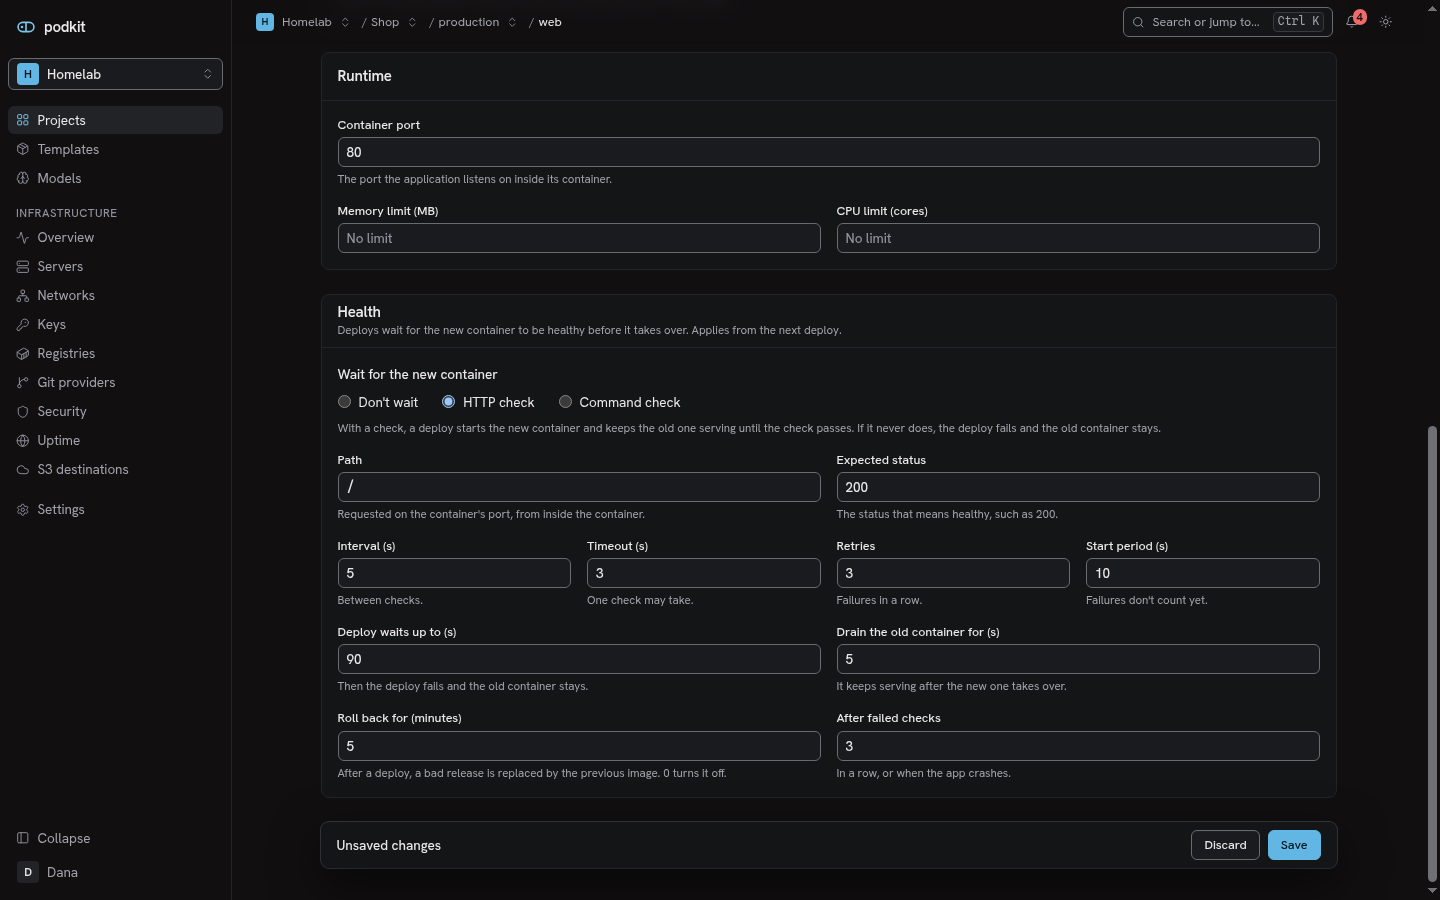 podkit
H Homelab / Shop / production / web
Search or jump to... Ctrl K
4
H Homelab
Projects
Templates
Models
INFRASTRUCTURE
Overview
Servers
Networks
Keys
Registries
Git providers
Security
Uptime
S3 destinations
Settings
Collapse
D Dana
Runtime
Container port
80
The port the application listens on inside its container.
Memory limit (MB) CPU limit (cores)
No limit No limit
Health
Deploys wait for the new container to be healthy before it takes over. Applies from the next deploy.
Wait for the new container
Don't wait HTTP check Command check
With a check, a deploy starts the new container and keeps the old one serving until the check passes. If it never does, the deploy fails and the old container stays.
Path Expected status
/ 200
Requested on the container's port, from inside the container. The status that means healthy, such as 200.
Interval (s) Timeout (s) Retries Start period (s)
5 3 3 10
Between checks. One check may take. Failures in a row. Failures don't count yet.
Deploy waits up to (s) Drain the old container for (s)
90 5
Then the deploy fails and the old container stays. It keeps serving after the new one takes over.
Roll back for (minutes) After failed checks
5 3
After a deploy, a bad release is replaced by the previous image. 0 turns it off. In a row, or when the app crashes.
Unsaved changes Discard Save